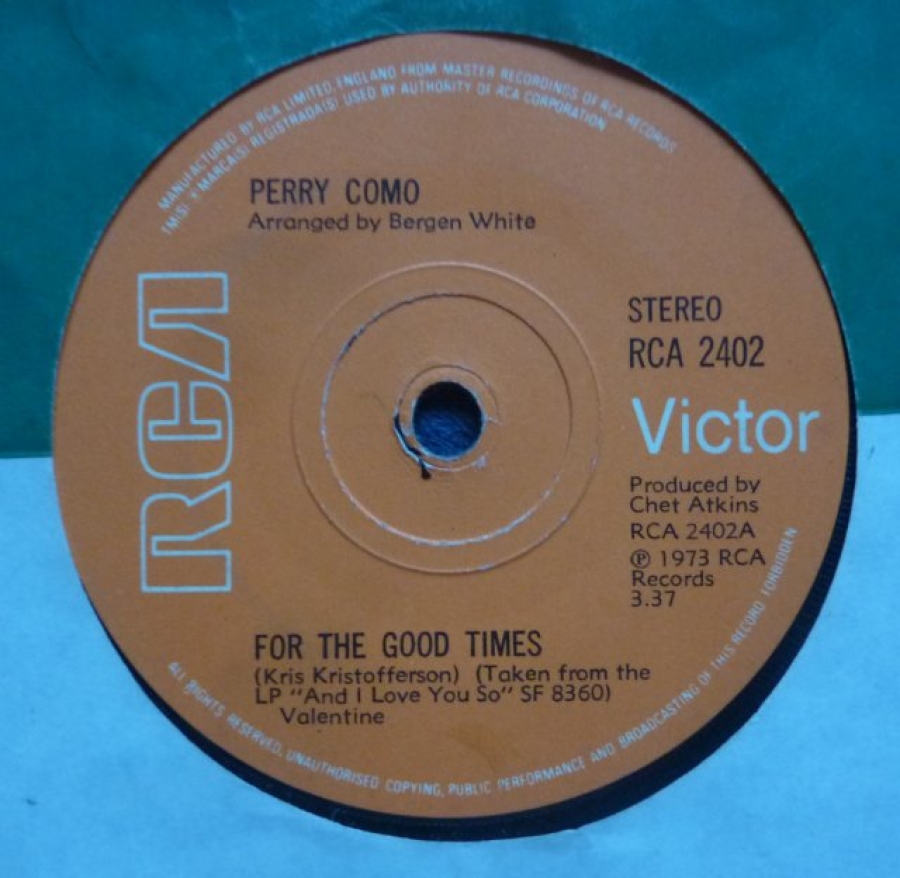 MANUFACTURED BY RCA LIMITED, ENGLAND FROM MASTER RECORDINGS OF RCA RECORDS
TM(S) ® MARCA(S) REGISTRADA(S) USED BY AUTHORITY OF RCA CORPORATION
PERRY COMO
Arranged by Bergen White
RCA
STEREO
RCA 2402
Victor
Produced by
Chet Atkins
RCA 2402A
℗ 1973 RCA
Records
3.37
FOR THE GOOD TIMES
(Kris Kristofferson) (Taken from the
LP "And I Love You So" SF 8360)
Valentine
ALL RIGHTS RESERVED. UNAUTHORISED COPYING, PUBLIC PERFORMANCE AND BROADCASTING OF THIS RECORD FORBIDDEN